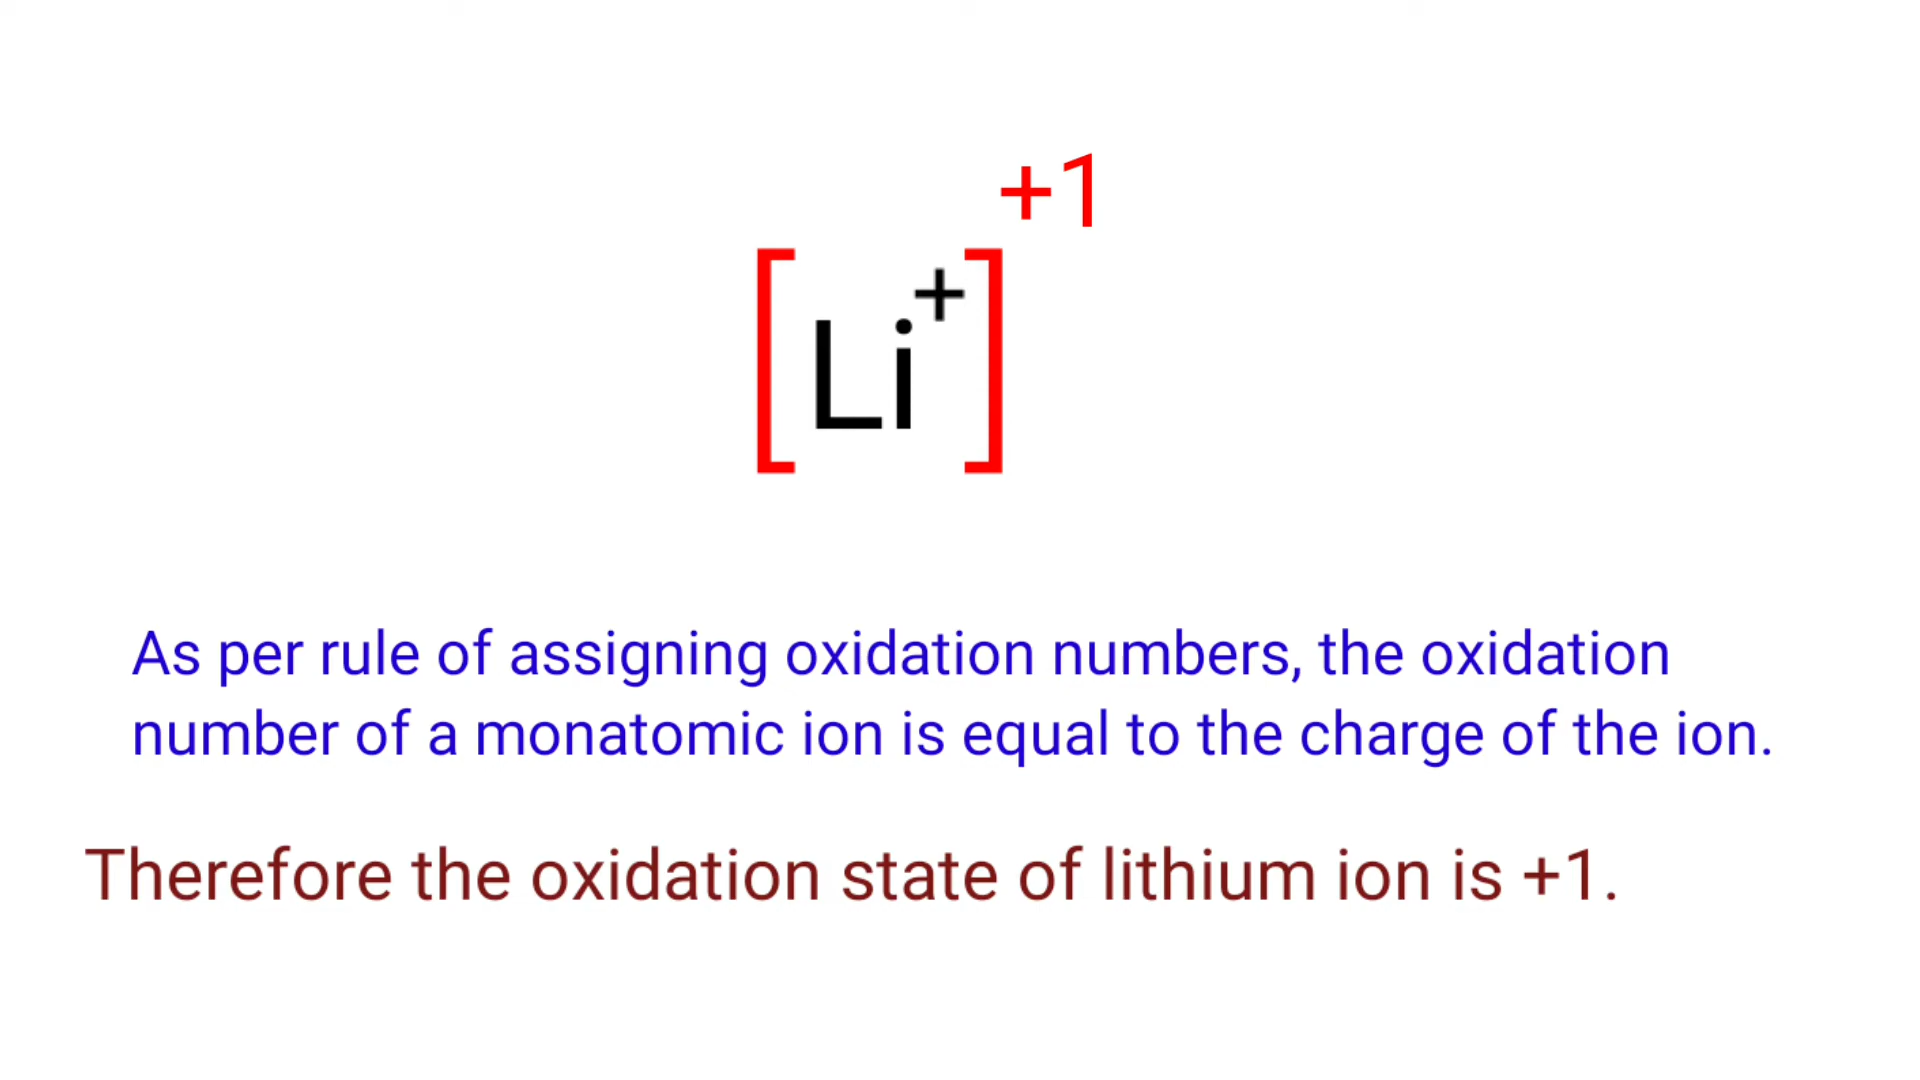 +1
[Li⁺]
As per rule of assigning oxidation numbers, the oxidation
number of a monatomic ion is equal to the charge of the ion.
Therefore the oxidation state of lithium ion is +1.